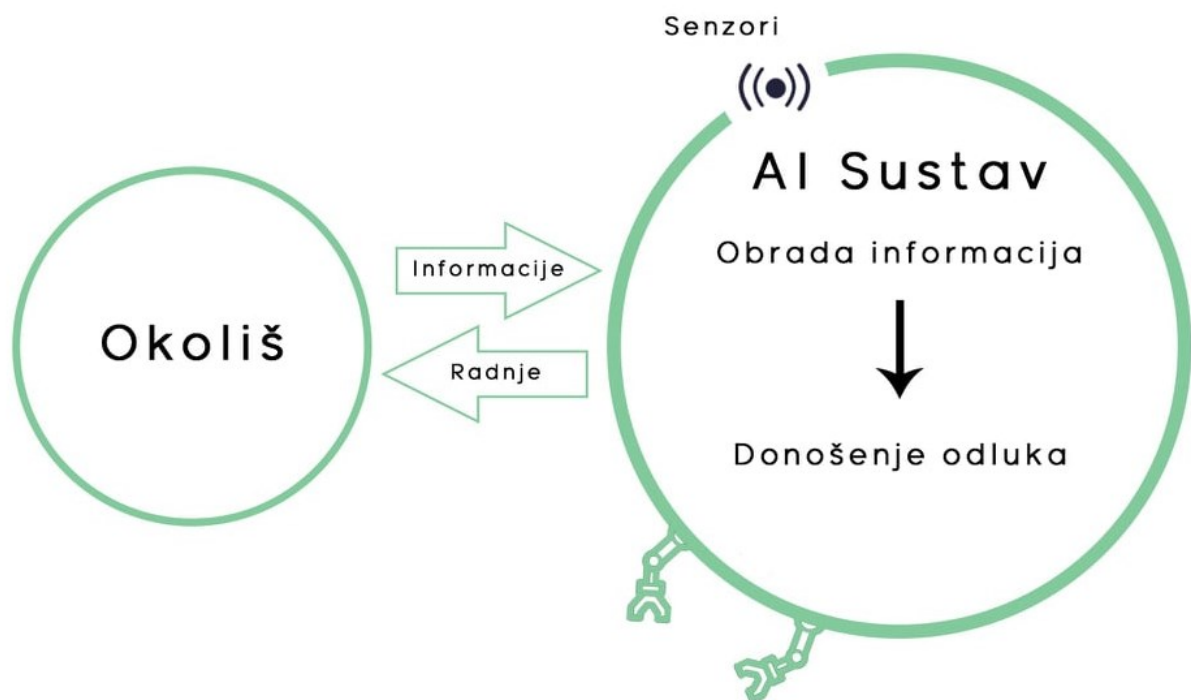 Senzori
AI Sustav
Obrada informacija
Informacije
Okoliš
Radnje
Donošenje odluka